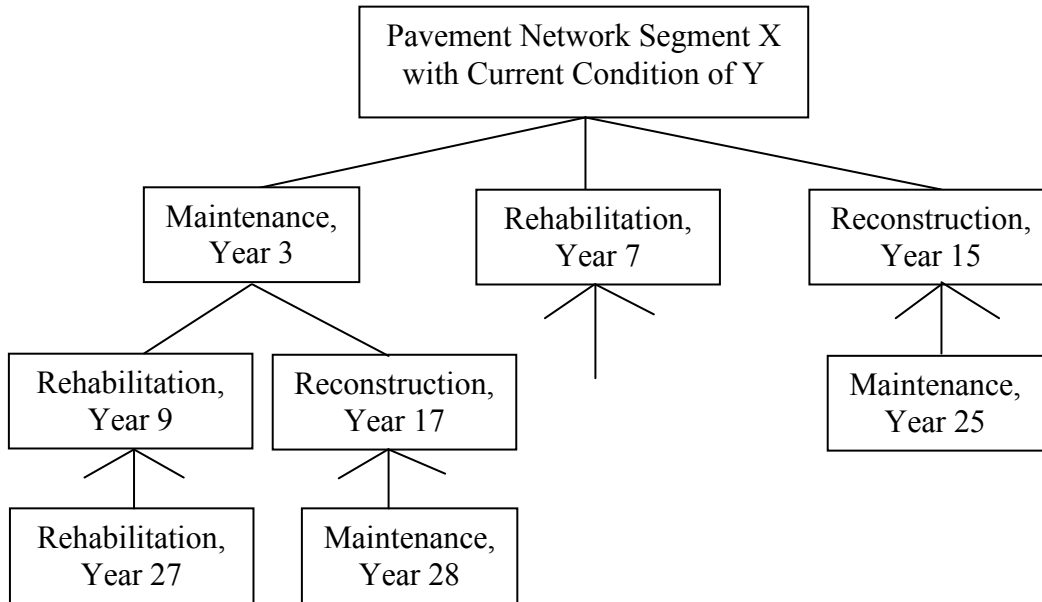 Pavement Network Segment X
with Current Condition of Y
Maintenance,
Year 3
Rehabilitation,
Year 7
Reconstruction,
Year 15
Rehabilitation,
Year 9
Reconstruction,
Year 17
Maintenance,
Year 25
Rehabilitation,
Year 27
Maintenance,
Year 28